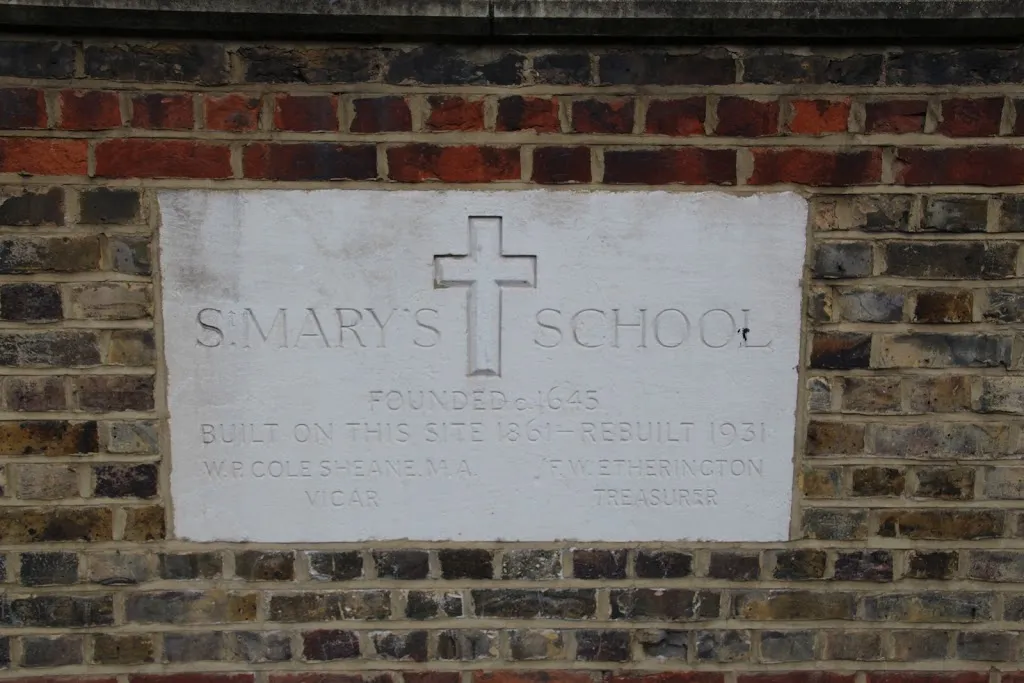 ST. MARY'S SCHOOL
FOUNDED c. 1645
BUILT ON THIS SITE 1861 - REBUILT 1931
W.P. COLE SHEANE. M.A. F.W. ETHERINGTON
VICAR TREASURER